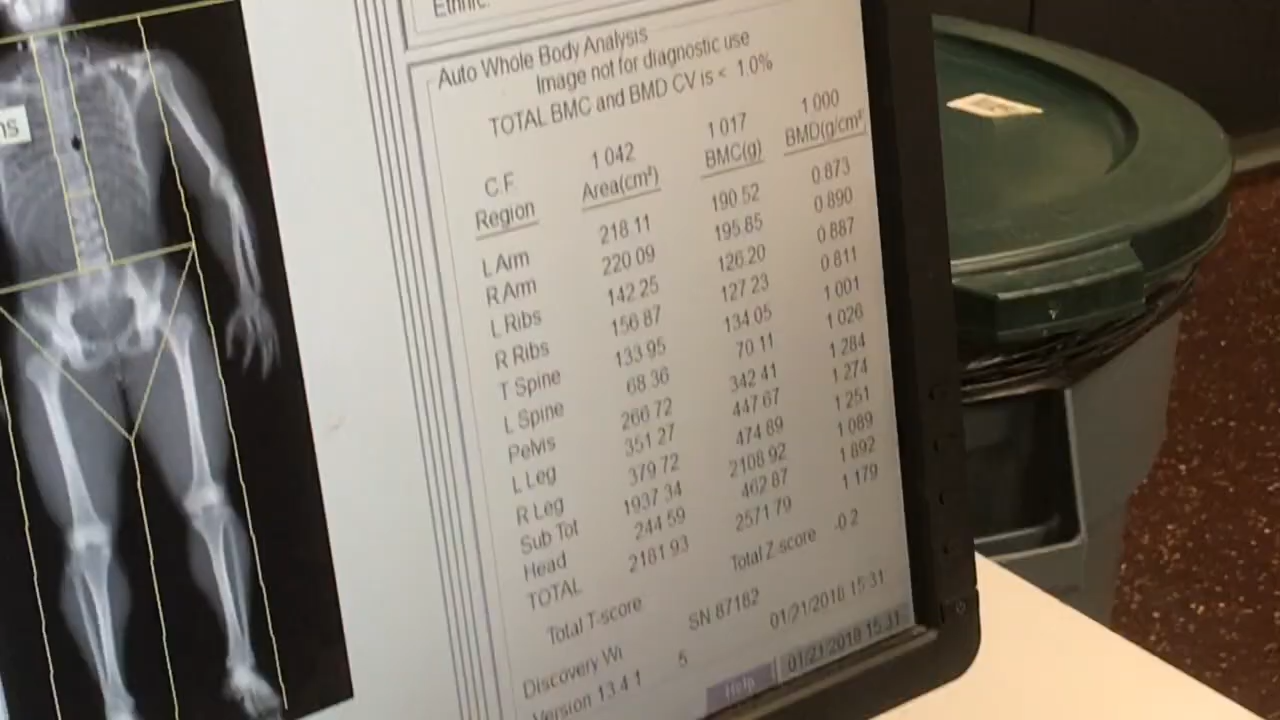 Ethnic:
Auto Whole Body Analysis
Image not for diagnostic use
TOTAL BMC and BMD CV is < 1.0%
C.F. 1 042 1 017 1 000
Region Area(cm²) BMC(g) BMD(g/cm²)
L Arm 218.11 190.52 0.873
R Arm 220 09 195.85 0.890
L Ribs 142 25 126.20 0.887
R Ribs 156 87 127 23 0.811
T Spine 133 95 134 05 1 001
L Spine 68 36 70 11 1 026
Pelvis 266 72 342 41 1 284
L Leg 351 27 447 67 1 274
R Leg 379 72 474 89 1 251
Sub Tot 1937 34 2108 92 1 089
Head 244 59 462 87 1 892
TOTAL 2181 93 2571 79 1 179
Total T-score Total Z score .0 2
Discovery Wi SN 87182 01/21/2018 15:31
Version 13.4 1 5
Help 01/21/2018 15:31
ns